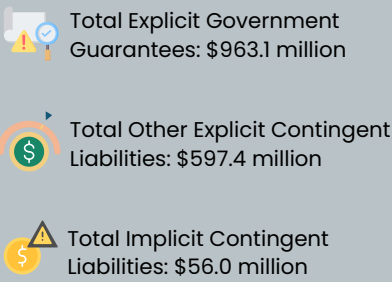 Total Explicit Government
Guarantees: $963.1 million
Total Other Explicit Contingent
Liabilities: $597.4 million
Total Implicit Contingent
Liabilities: $56.0 million